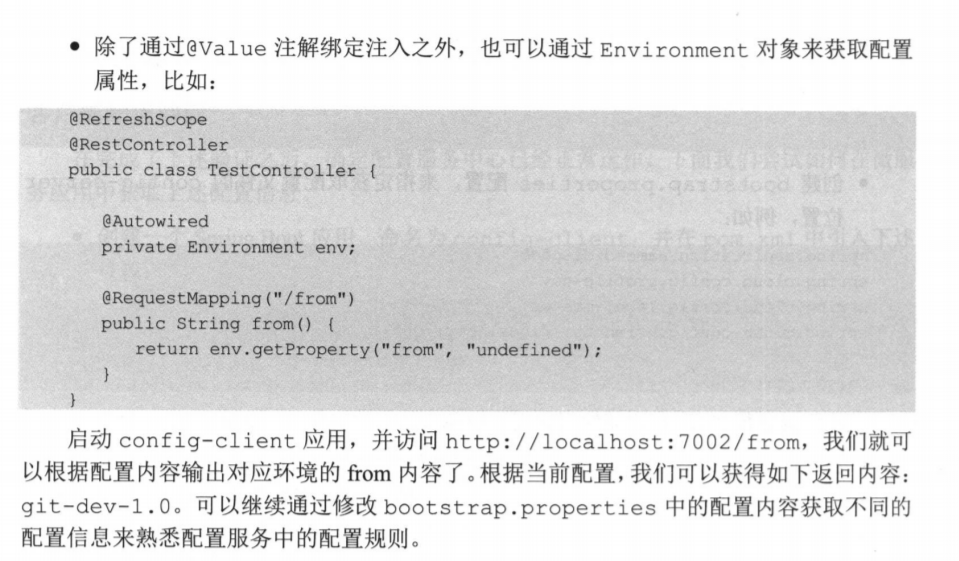 • 除了通过@Value 注解绑定注入之外，也可以通过 Environment 对象来获取配置
属性，比如：
@RefreshScope
@RestController
public class TestController {
@Autowired
private Environment env;
@RequestMapping("/from")
public String from() {
return env.getProperty("from", "undefined");
}
}
启动 config-client 应用，并访问 http://localhost:7002/from，我们就可
以根据配置内容输出对应环境的 from 内容了。根据当前配置，我们可以获得如下返回内容：
git-dev-1.0。可以继续通过修改 bootstrap.properties 中的配置内容获取不同的
配置信息来熟悉配置服务中的配置规则。